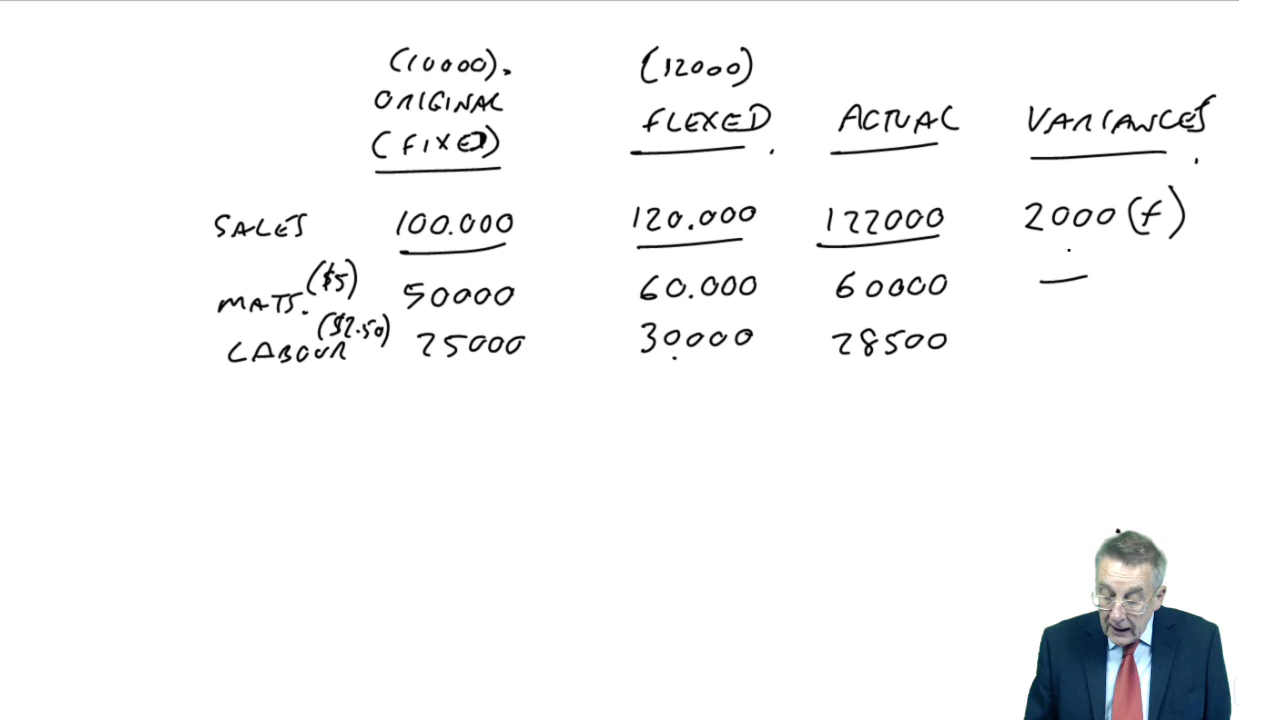 (10000). (12000)
ORIGINAL FLEXED ACTUAL VARIANCES
(FIXED)
SALES 100.000 120.000 122000 2000 (f)
MATS. ($5) 50000 60.000 60000 —
LABOUR ($2.50) 25000 30000 28500